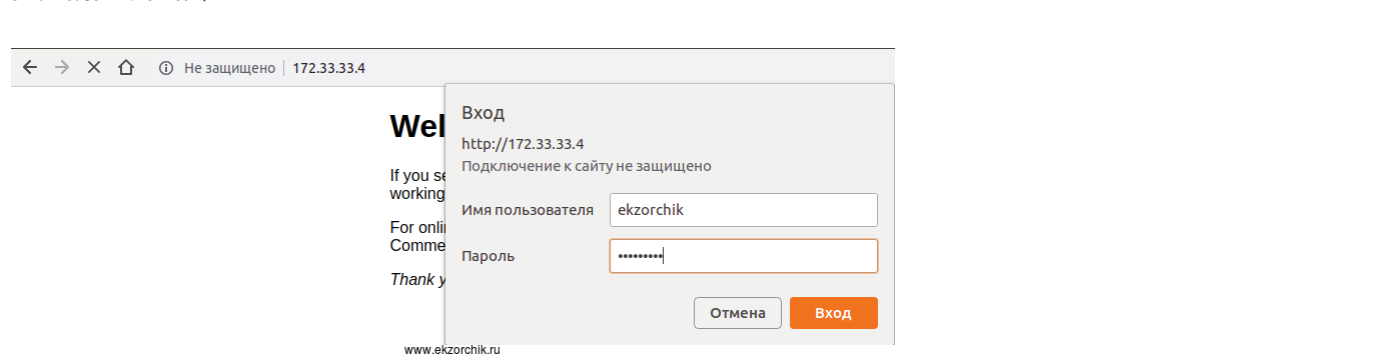 Не защищено 172.33.33.4
Вход
http://172.33.33.4
Подключение к сайту не защищено
Имя пользователя ekzorchik
Пароль •••••••••
Отмена Вход
Wel
If you se
working
For onli
Comme
Thank y
www.ekzorchik.ru